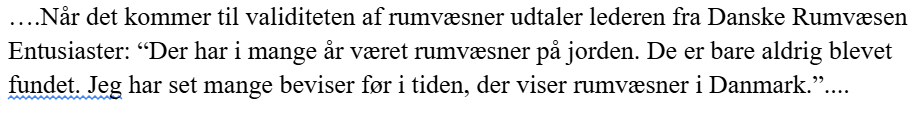 ….Når det kommer til validiteten af rumvæsner udtaler lederen fra Danske Rumvæsen
Entusiaster: “Der har i mange år været rumvæsner på jorden. De er bare aldrig blevet
fundet. Jeg har set mange beviser før i tiden, der viser rumvæsner i Danmark.”....